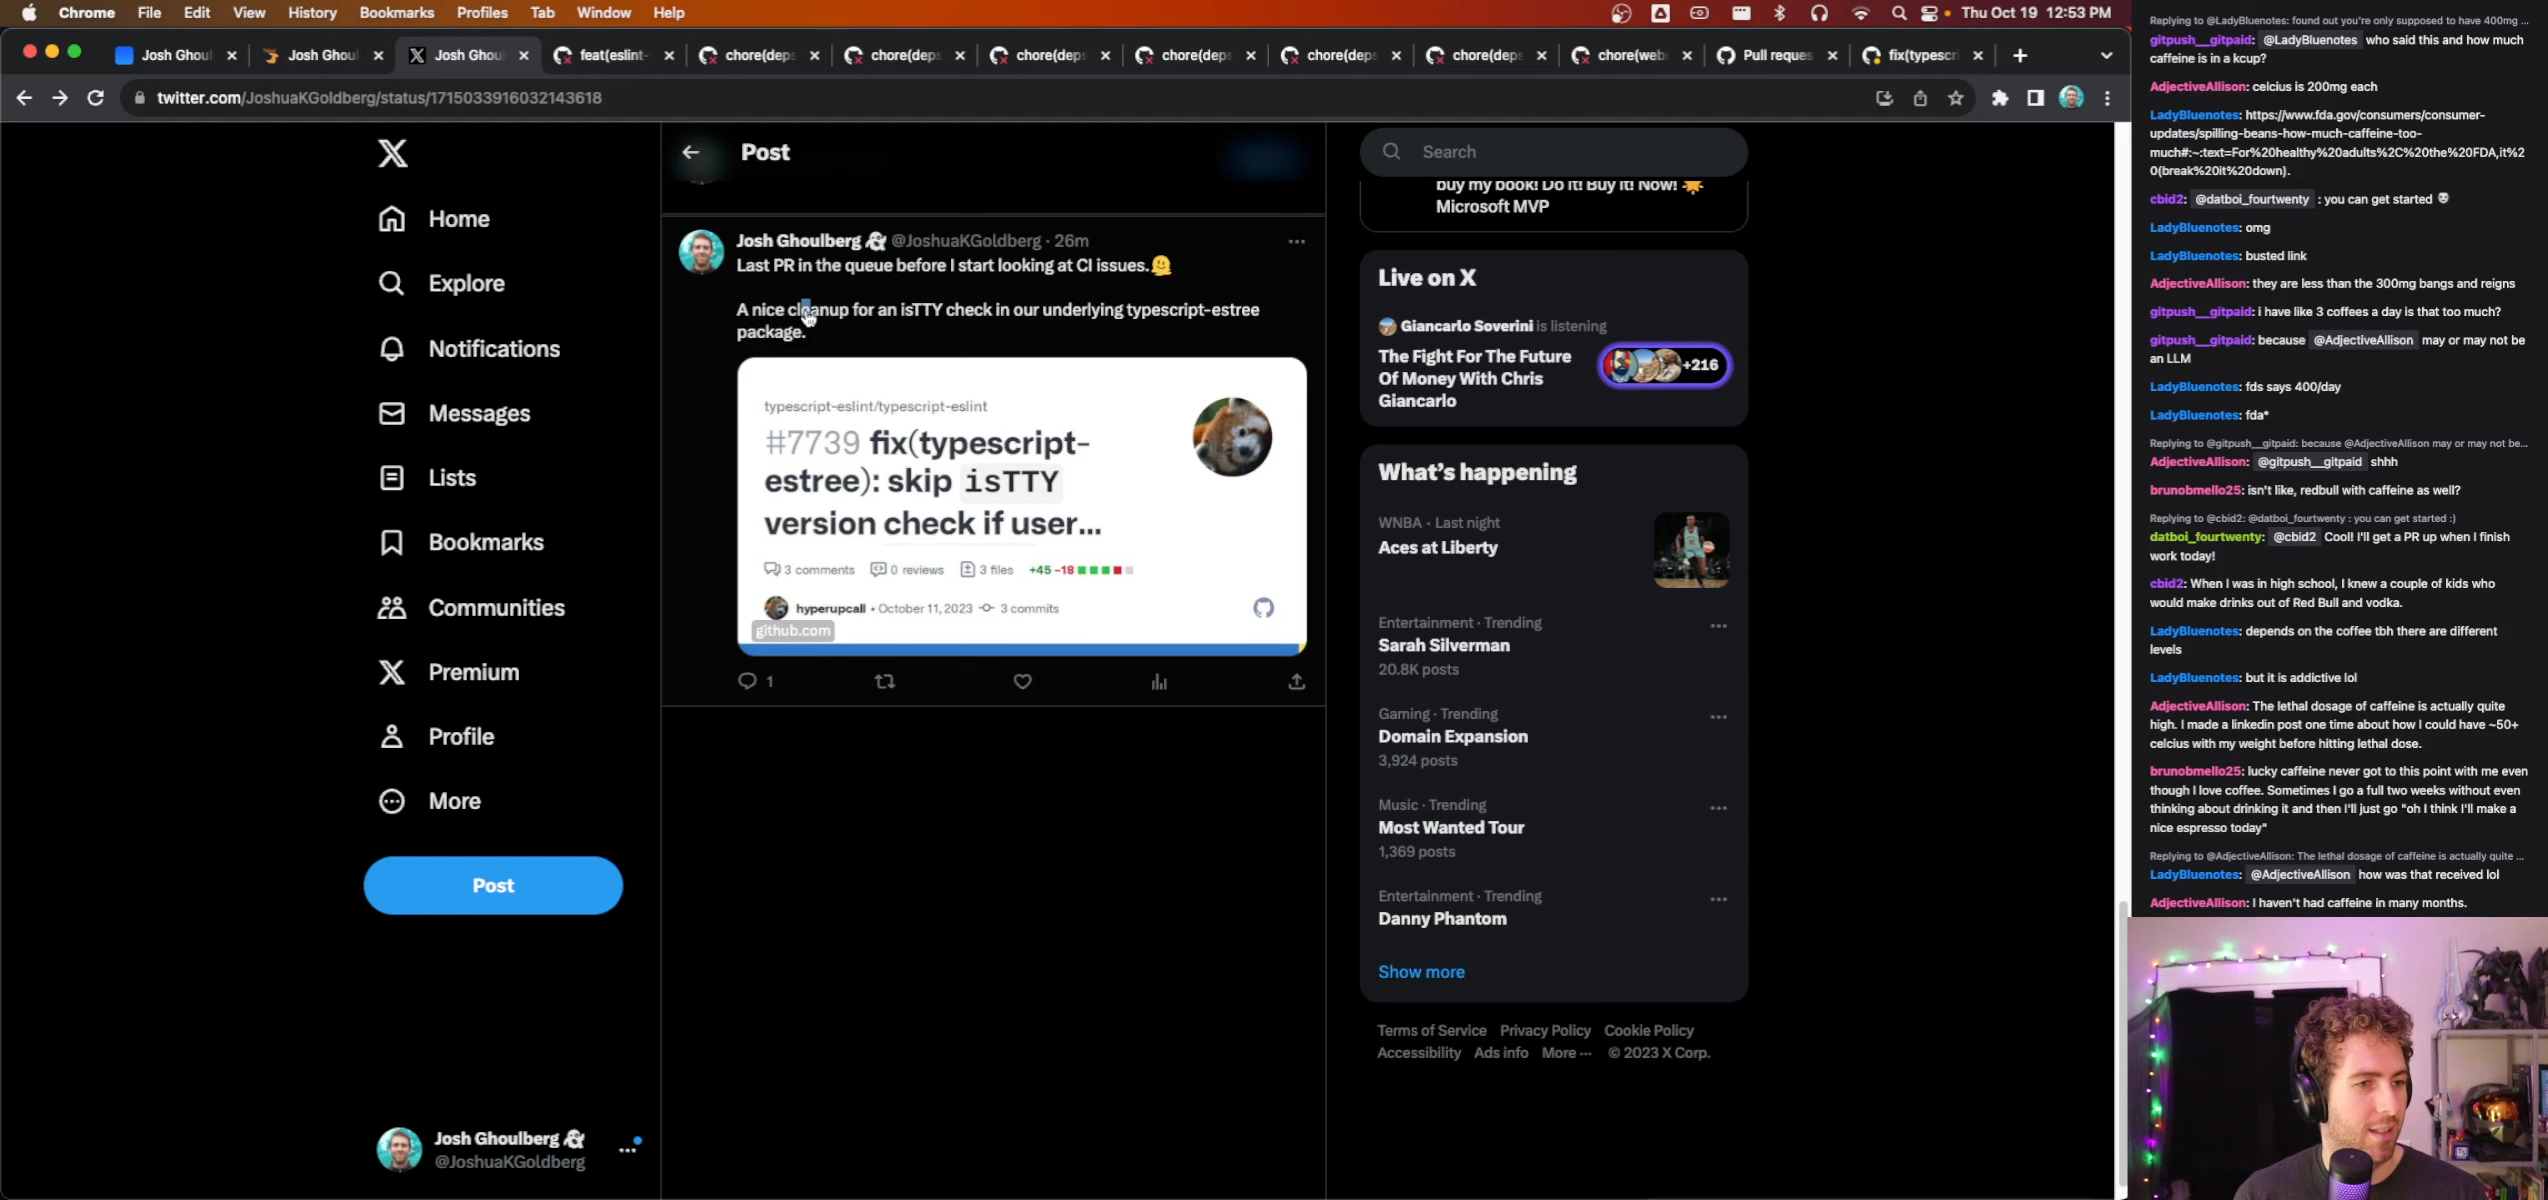 Chrome File Edit View History Bookmarks Profiles Tab Window Help
Thu Oct 19 12:53 PM
Josh Ghoul
Josh Ghoul
Josh Ghoul
feat(eslint-
chore(deps
chore(deps
chore(deps
chore(deps
chore(deps
chore(deps
chore(webs
Pull reques
fix(typescri
twitter.com/JoshuaKGoldberg/status/1715033916032143618
Home
Explore
Notifications
Messages
Lists
Bookmarks
Communities
Premium
Profile
More
Post
Josh Ghoulberg
@JoshuaKGoldberg
Post
Josh Ghoulberg 👻 @JoshuaKGoldberg · 26m
Last PR in the queue before I start looking at CI issues.🫠
A nice cleanup for an isTTY check in our underlying typescript-estree
package.
typescript-eslint/typescript-eslint
#7739 fix(typescript-
estree): skip isTTY
version check if user...
3 comments 0 reviews 3 files +45 −18
hyperupcall • October 11, 2023 3 commits
github.com
1
Search
buy my book! Do it! Buy it! Now!
Microsoft MVP
Live on X
Giancarlo Soverini is listening
The Fight For The Future
Of Money With Chris
Giancarlo
+216
What's happening
WNBA · Last night
Aces at Liberty
Entertainment · Trending
Sarah Silverman
20.8K posts
Gaming · Trending
Domain Expansion
3,924 posts
Music · Trending
Most Wanted Tour
1,369 posts
Entertainment · Trending
Danny Phantom
Show more
Terms of Service Privacy Policy Cookie Policy
Accessibility Ads info More ··· © 2023 X Corp.
Replying to @LadyBluenotes: found out you're only supposed to have 400mg ...
gitpush__gitpaid: @LadyBluenotes who said this and how much
caffeine is in a kcup?
AdjectiveAllison: celcius is 200mg each
LadyBluenotes: https://www.fda.gov/consumers/consumer-
updates/spilling-beans-how-much-caffeine-too-
much#:~:text=For%20healthy%20adults%2C%20the%20FDA,it%2
0(break%20it%20down).
cbid2: @datboi_fourtwenty : you can get started
LadyBluenotes: omg
LadyBluenotes: busted link
AdjectiveAllison: they are less than the 300mg bangs and reigns
gitpush__gitpaid: i have like 3 coffees a day is that too much?
gitpush__gitpaid: because @AdjectiveAllison may or may not be
an LLM
LadyBluenotes: fds says 400/day
LadyBluenotes: fda*
Replying to @gitpush__gitpaid: because @AdjectiveAllison may or may not be...
AdjectiveAllison: @gitpush__gitpaid shhh
brunobmello25: isn't like, redbull with caffeine as well?
Replying to @cbid2: @datboi_fourtwenty : you can get started :)
datboi_fourtwenty: @cbid2 Cool! I'll get a PR up when I finish
work today!
cbid2: When I was in high school, I knew a couple of kids who
would make drinks out of Red Bull and vodka.
LadyBluenotes: depends on the coffee tbh there are different
levels
LadyBluenotes: but it is addictive lol
AdjectiveAllison: The lethal dosage of caffeine is actually quite
high. I made a linkedin post one time about how I could have ~50+
celcius with my weight before hitting lethal dose.
brunobmello25: lucky caffeine never got to this point with me even
though I love coffee. Sometimes I go a full two weeks without even
thinking about drinking it and then I'll just go "oh I think I'll make a
nice espresso today"
Replying to @AdjectiveAllison: The lethal dosage of caffeine is actually quite ...
LadyBluenotes: @AdjectiveAllison how was that received lol
AdjectiveAllison: I haven't had caffeine in many months.